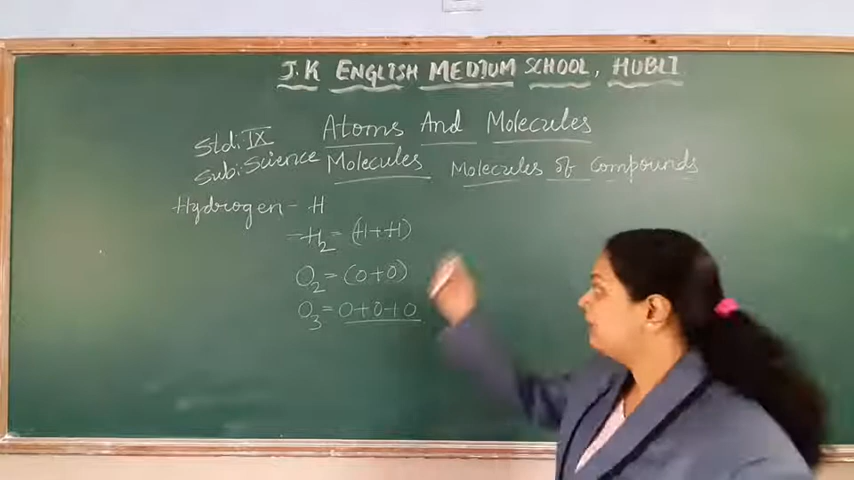 J.K ENGLISH MEDIUM SCHOOL, HUBLI
Std:IX Atoms And Molecules
Sub:Science Molecules Molecules of Compounds
Hydrogen - H
=H2= (H+H)
O2= (O+O)
O3= O+O+O